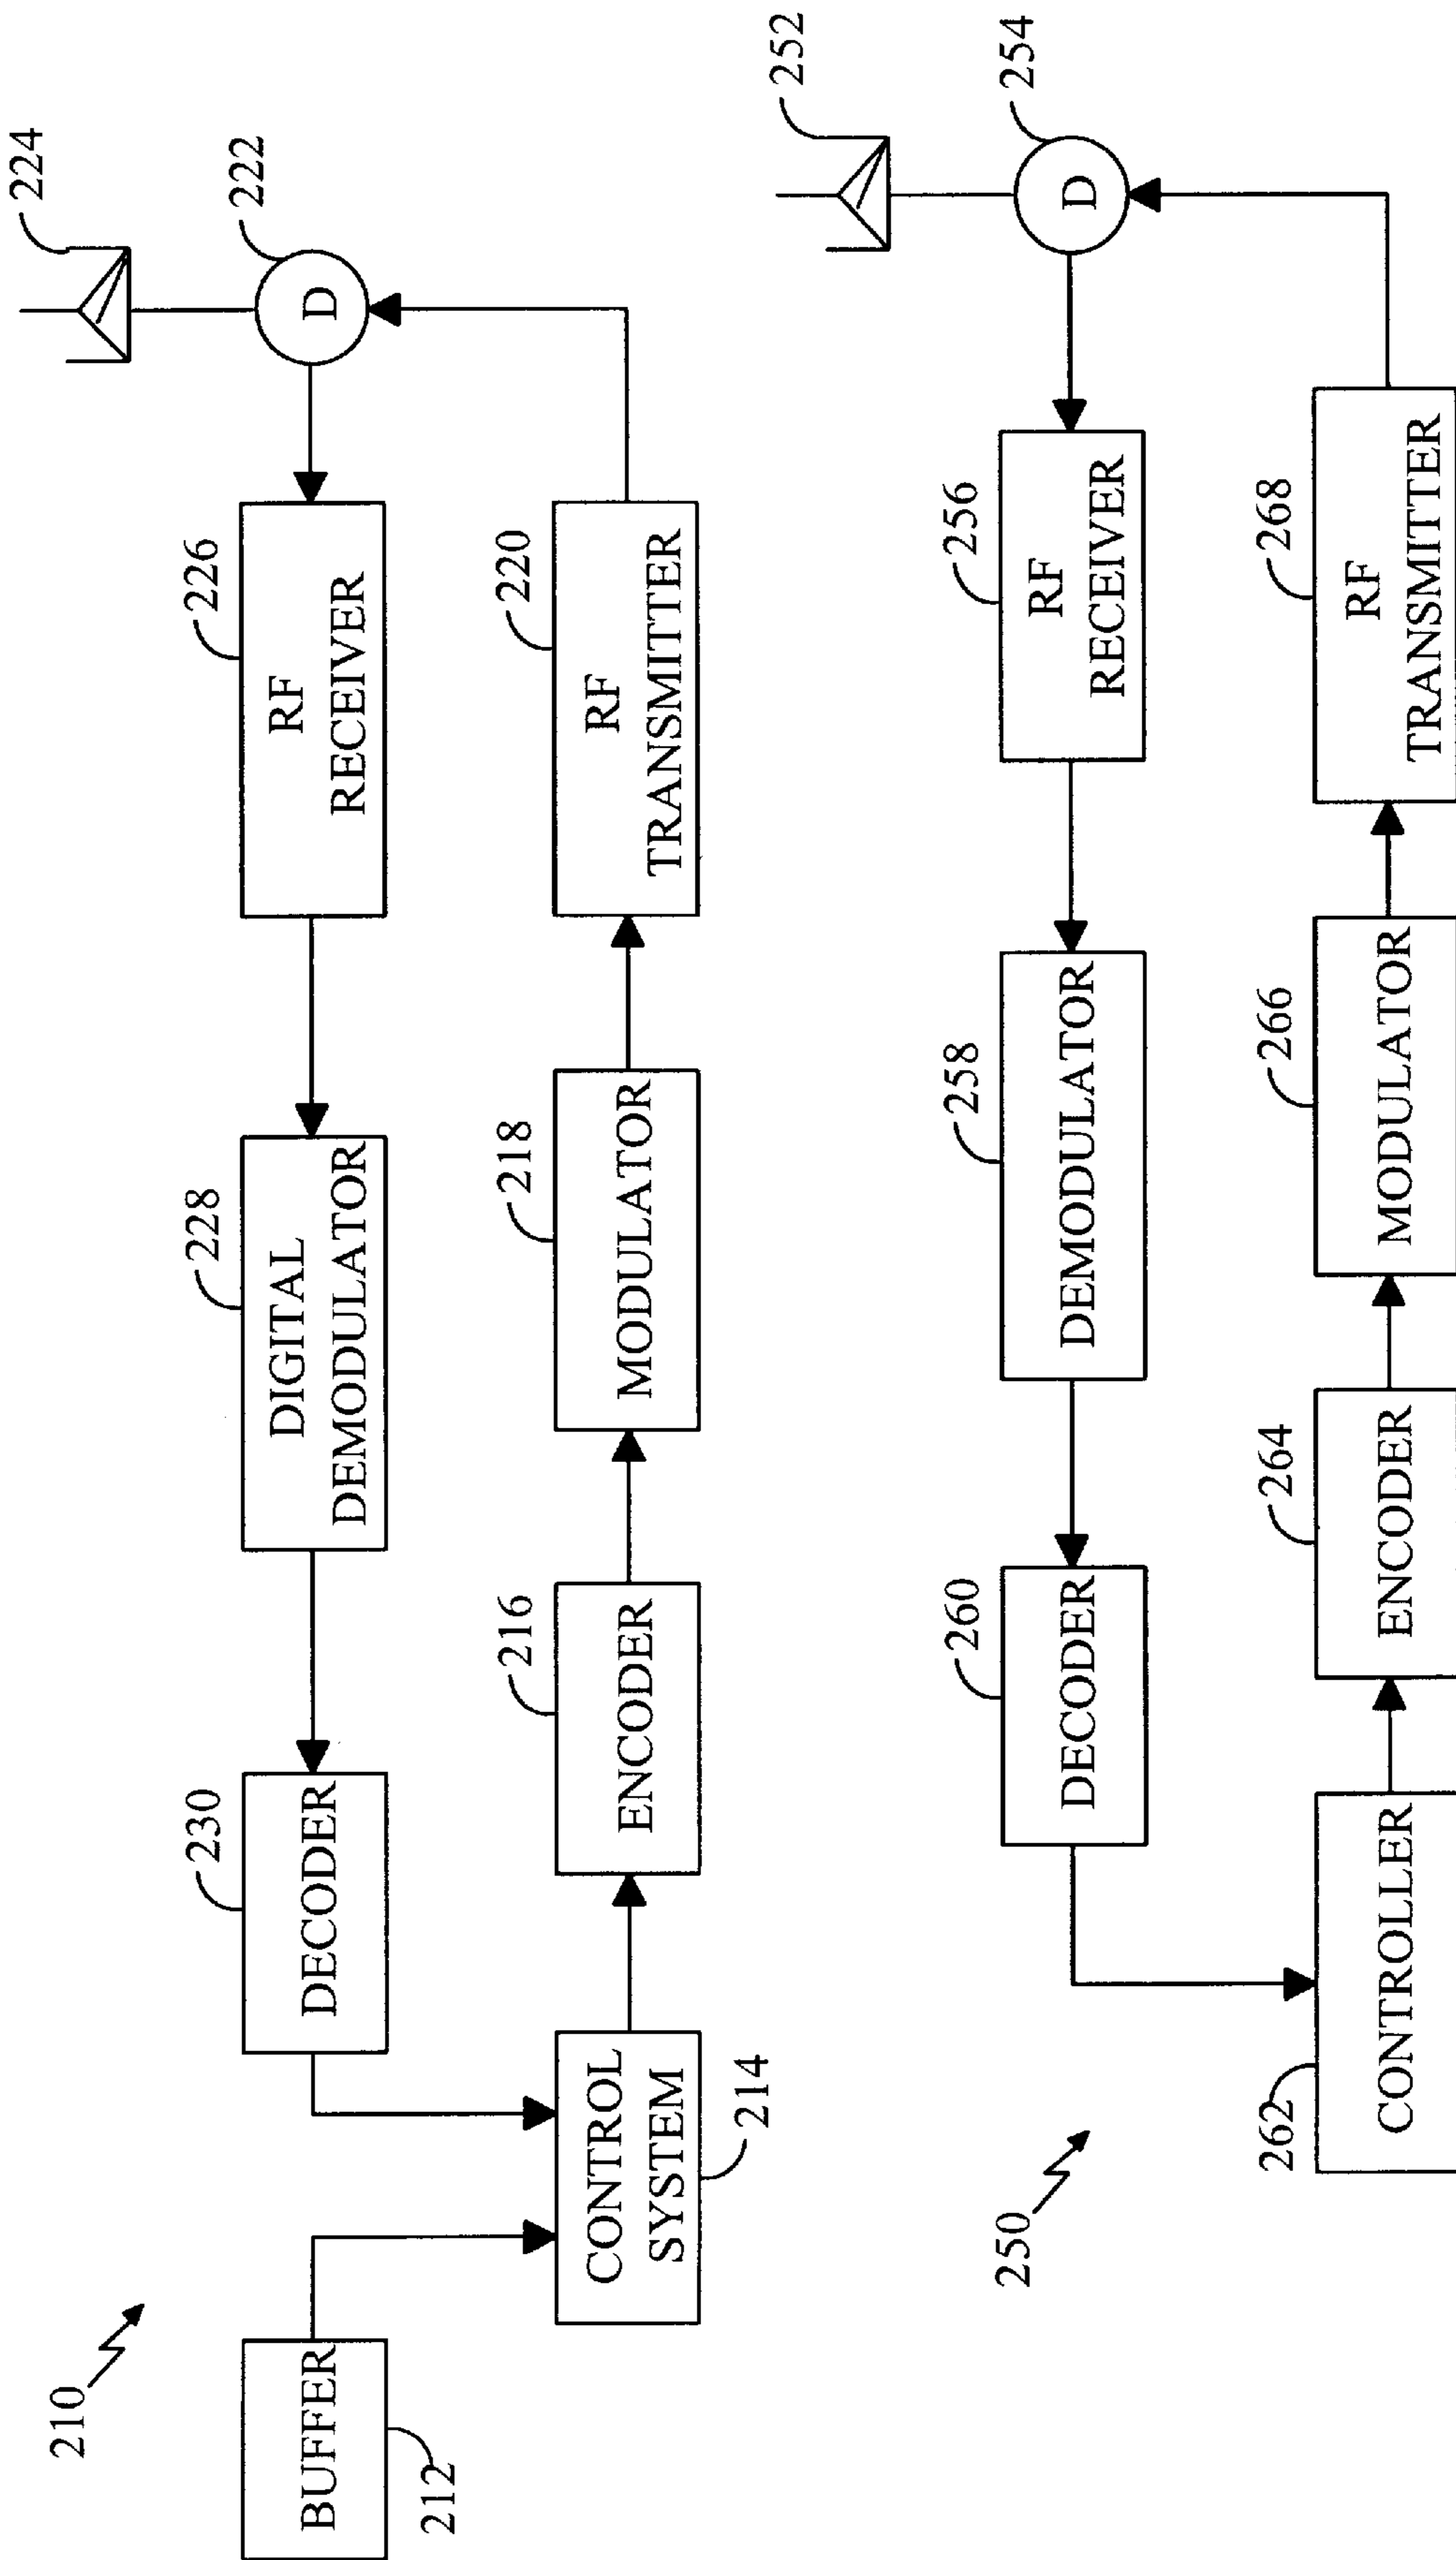 224
222
D
226
RF
RECEIVER
228
DIGITAL
DEMODULATOR
230
DECODER
210
BUFFER
212
CONTROL
SYSTEM
214
216
ENCODER
218
MODULATOR
220
RF
TRANSMITTER
252
254
D
256
RF
RECEIVER
258
DEMODULATOR
260
DECODER
250
262
CONTROLLER
264
ENCODER
266
MODULATOR
268
RF
TRANSMITTER